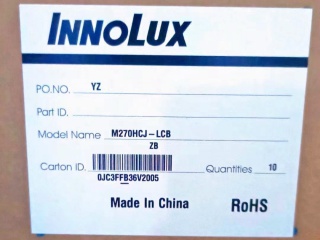 INNOLUX
PO.NO. YZ
Part ID.
Model Name M270HCJ-LCB
ZB
Carton ID.
Quantities 10
0JC3FFB36V2005
Made In China RoHS